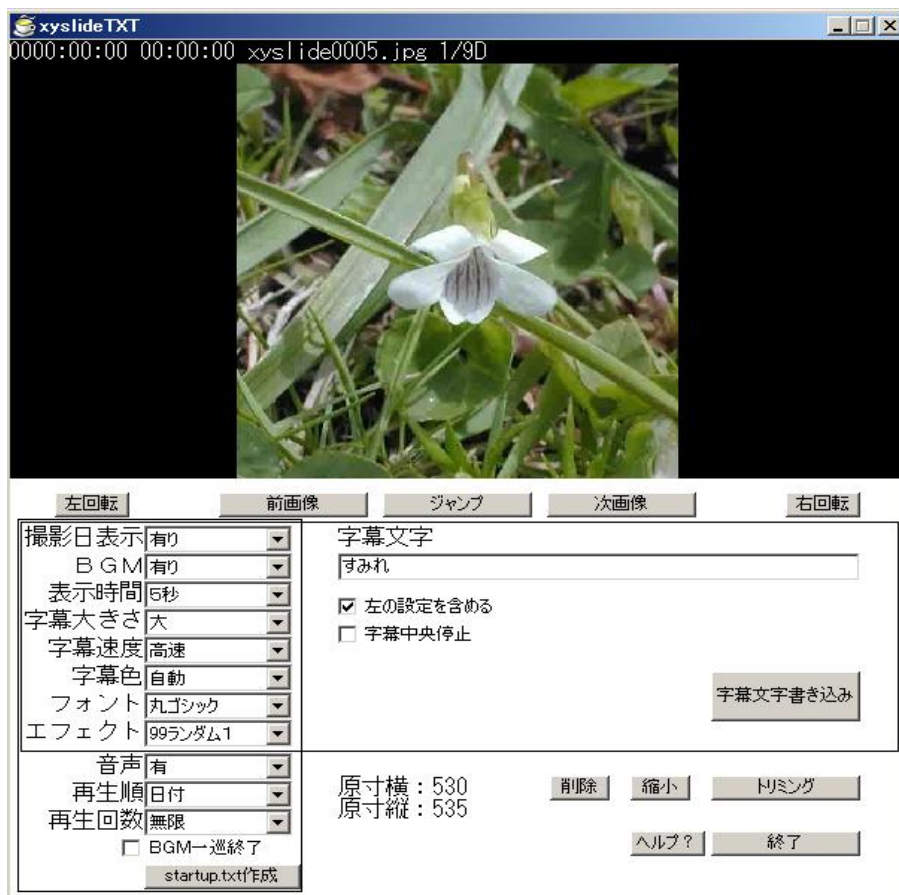 xyslideTXT
0000:00:00 00:00:00 xyslide0005.jpg 1/9D
左回転 前画像 ジャンプ 次画像 右回転
撮影日表示 有り
BGM 有り
表示時間 5秒
字幕大きさ 大
字幕速度 高速
字幕色 自動
フォント 丸ゴシック
エフェクト 99ランダム1
字幕文字
すみれ
左の設定を含める
字幕中央停止
字幕文字書き込み
音声 有
再生順 日付
再生回数 無限
BGM一巡終了
startup.txt作成
原寸横:530
原寸縦:535
削除 縮小 トリミング
ヘルプ? 終了